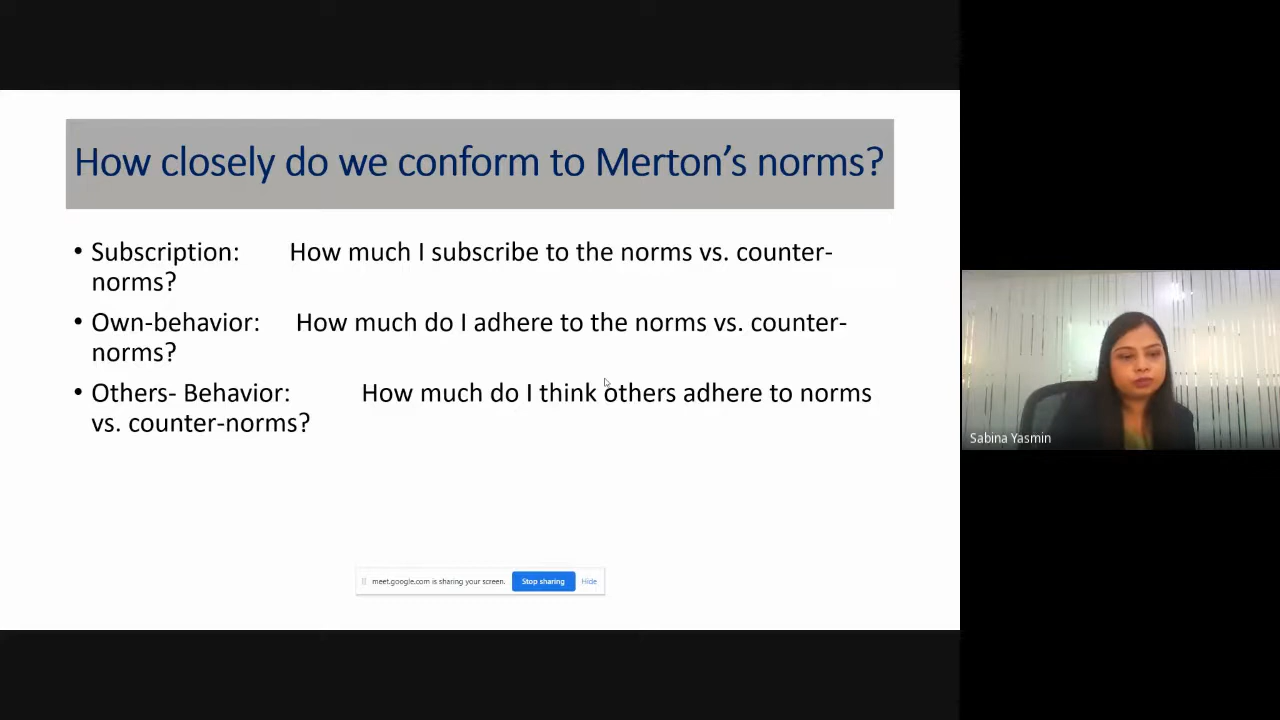 How closely do we conform to Merton’s norms?
• Subscription: How much I subscribe to the norms vs. counter-
norms?
• Own-behavior: How much do I adhere to the norms vs. counter-
norms?
• Others- Behavior: How much do I think others adhere to norms
vs. counter-norms?
meet.google.com is sharing your screen. Stop sharing Hide
Sabina Yasmin